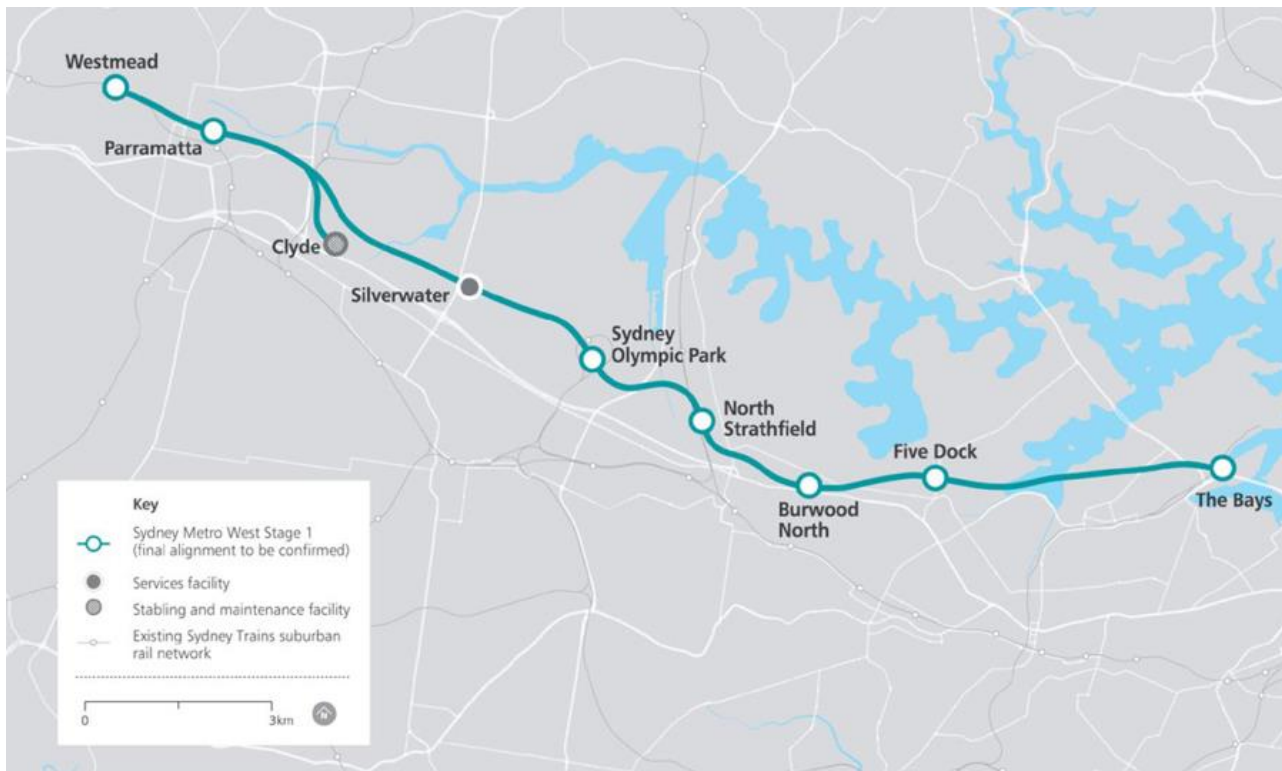 Westmead
Parramatta
Clyde
Silverwater
Sydney
Olympic Park
North
Strathfield
Five Dock
Burwood
North
The Bays
Key
Sydney Metro West Stage 1
(final alignment to be confirmed)
Services facility
Stabling and maintenance facility
Existing Sydney Trains suburban
rail network
0
3km
N